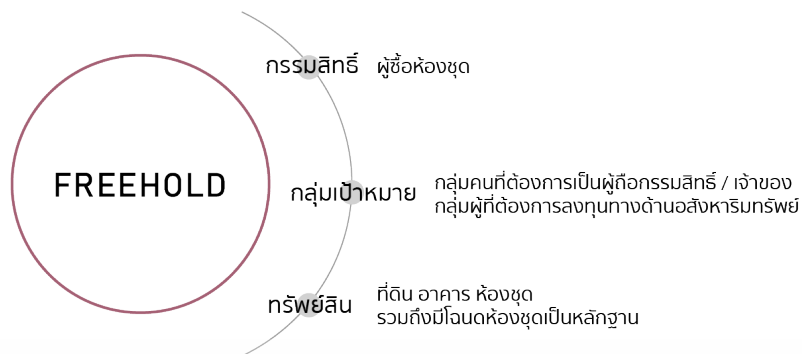 FREEHOLD
กรรมสิทธิ์ ผู้ซื้อห้องชุด
กลุ่มเป้าหมาย
กลุ่มคนที่ต้องการเป็นผู้ถือกรรมสิทธิ์ / เจ้าของ
กลุ่มผู้ที่ต้องการลงทุนทางด้านอสังหาริมทรัพย์
ทรัพย์สิน
ที่ดิน อาคาร ห้องชุด
รวมถึงมีโฉนดห้องชุดเป็นหลักฐาน